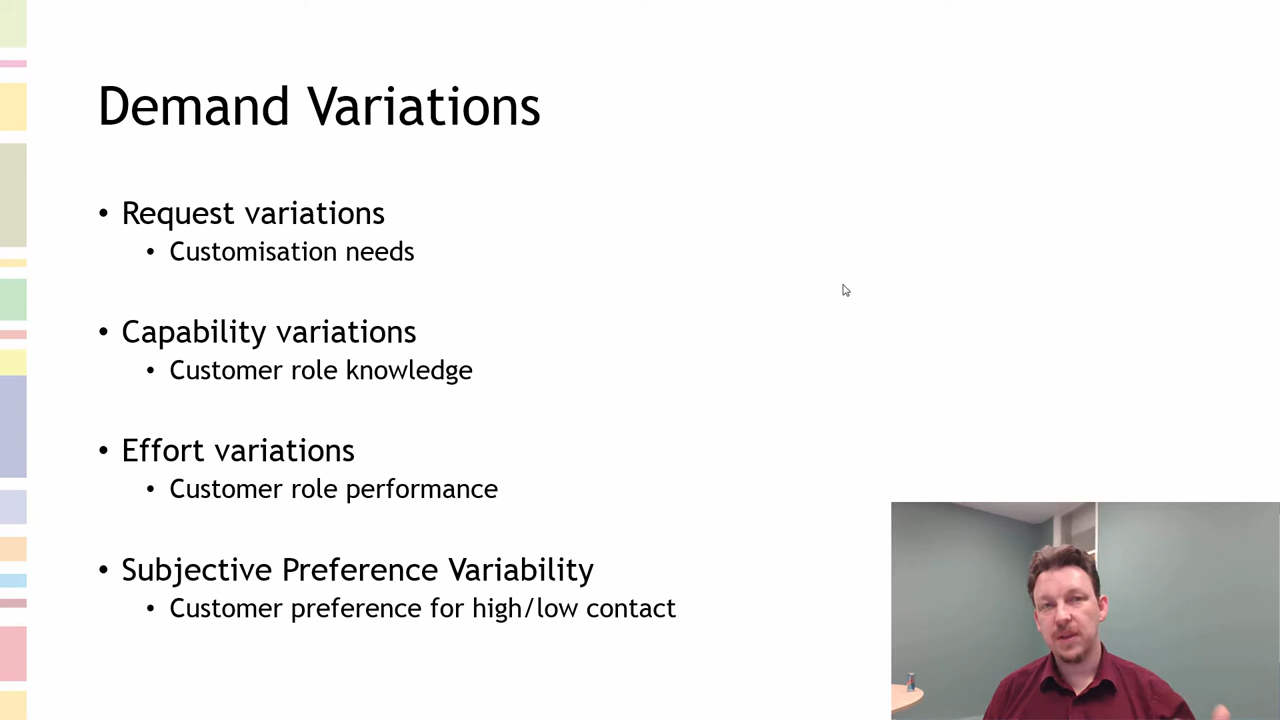 Demand Variations
• Request variations
• Customisation needs
• Capability variations
• Customer role knowledge
• Effort variations
• Customer role performance
• Subjective Preference Variability
• Customer preference for high/low contact